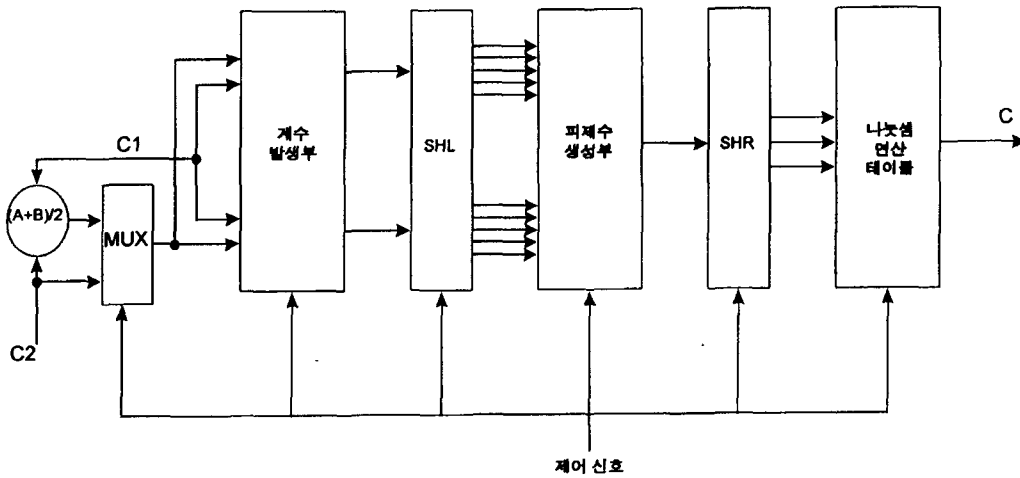 C1
(A+B)/2
MUX
C2
계수
발생부
SHL
피제수
생성부
SHR
나눗셈
연산
테이블
C
제어 신호